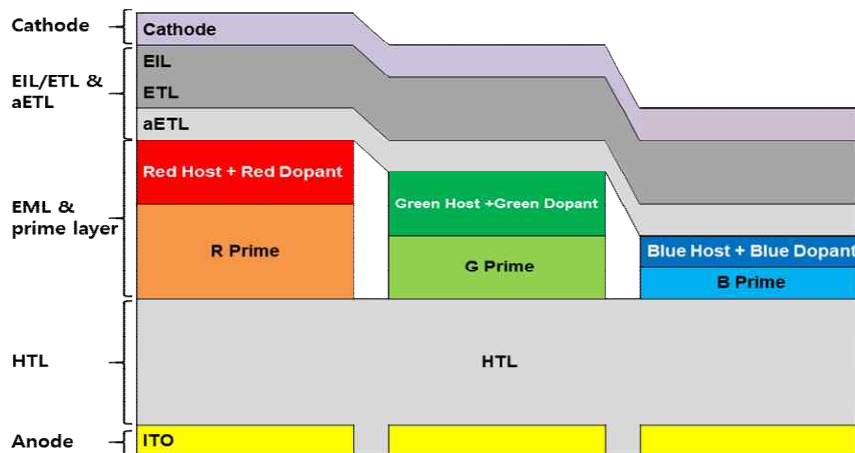 Cathode
Cathode
EIL/ETL &
aETL
EIL
ETL
aETL
EML &
prime layer
Red Host + Red Dopant
R Prime
Green Host +Green Dopant
G Prime
Blue Host + Blue Dopant
B Prime
HTL
HTL
Anode
ITO